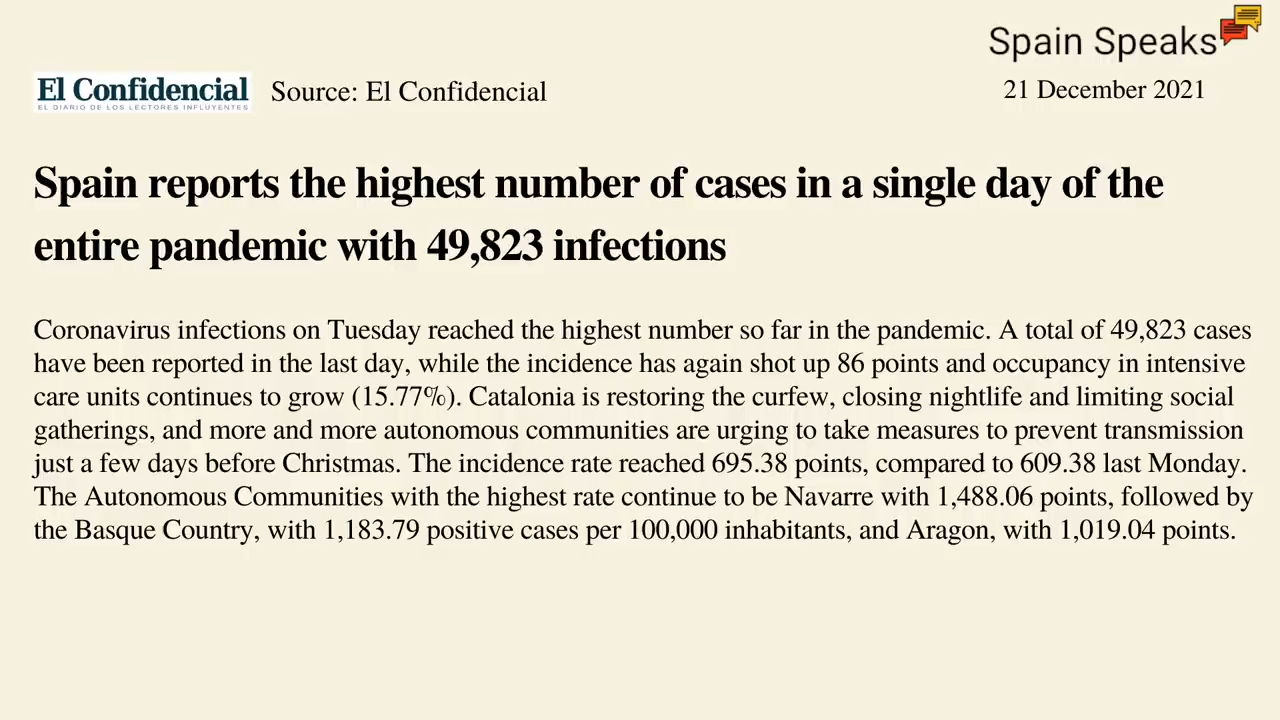 Spain Speaks
El Confidencial
EL DIARIO DE LOS LECTORES INFLUYENTES
Source: El Confidencial
21 December 2021
Spain reports the highest number of cases in a single day of the
entire pandemic with 49,823 infections
Coronavirus infections on Tuesday reached the highest number so far in the pandemic. A total of 49,823 cases
have been reported in the last day, while the incidence has again shot up 86 points and occupancy in intensive
care units continues to grow (15.77%). Catalonia is restoring the curfew, closing nightlife and limiting social
gatherings, and more and more autonomous communities are urging to take measures to prevent transmission
just a few days before Christmas. The incidence rate reached 695.38 points, compared to 609.38 last Monday.
The Autonomous Communities with the highest rate continue to be Navarre with 1,488.06 points, followed by
the Basque Country, with 1,183.79 positive cases per 100,000 inhabitants, and Aragon, with 1,019.04 points.